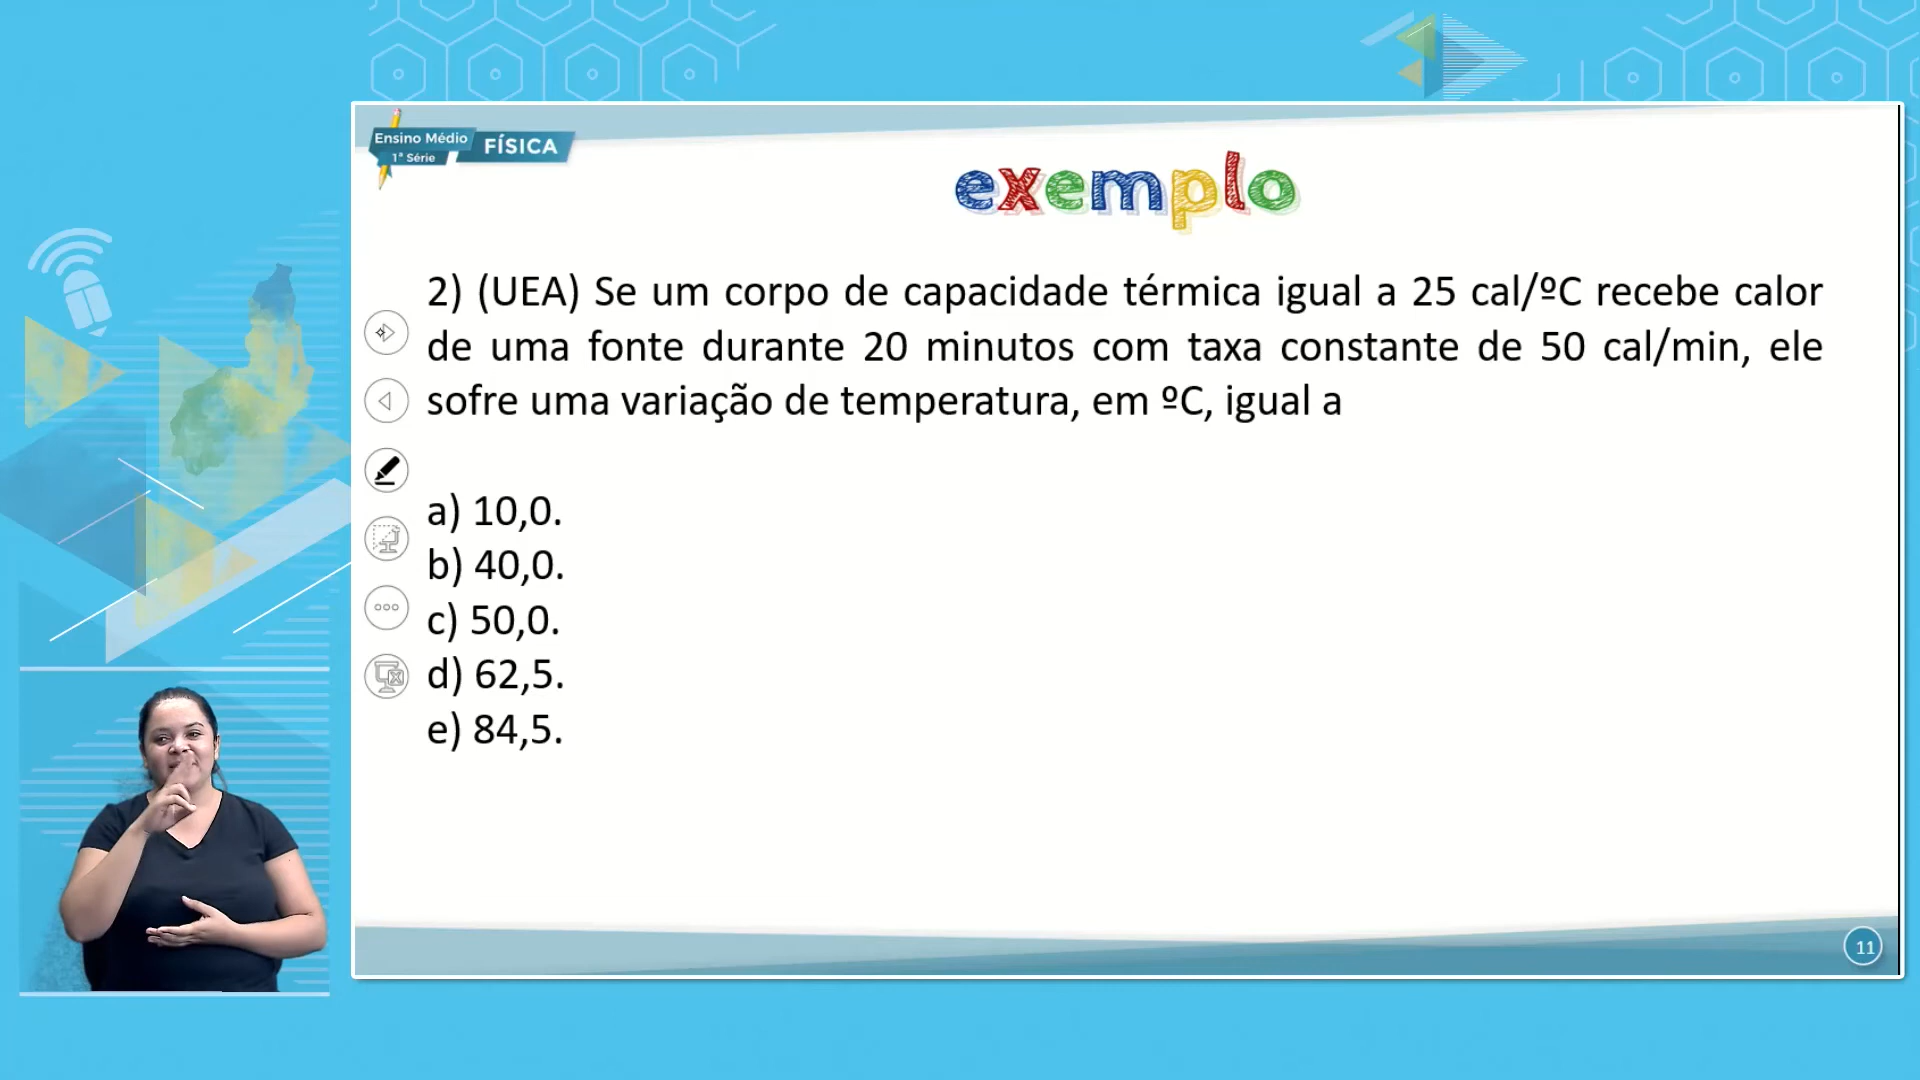 Ensino Médio
1ª Série
FÍSICA
exemplo
2) (UEA) Se um corpo de capacidade térmica igual a 25 cal/ºC recebe calor
de uma fonte durante 20 minutos com taxa constante de 50 cal/min, ele
sofre uma variação de temperatura, em ºC, igual a
a) 10,0.
b) 40,0.
c) 50,0.
d) 62,5.
e) 84,5.
11